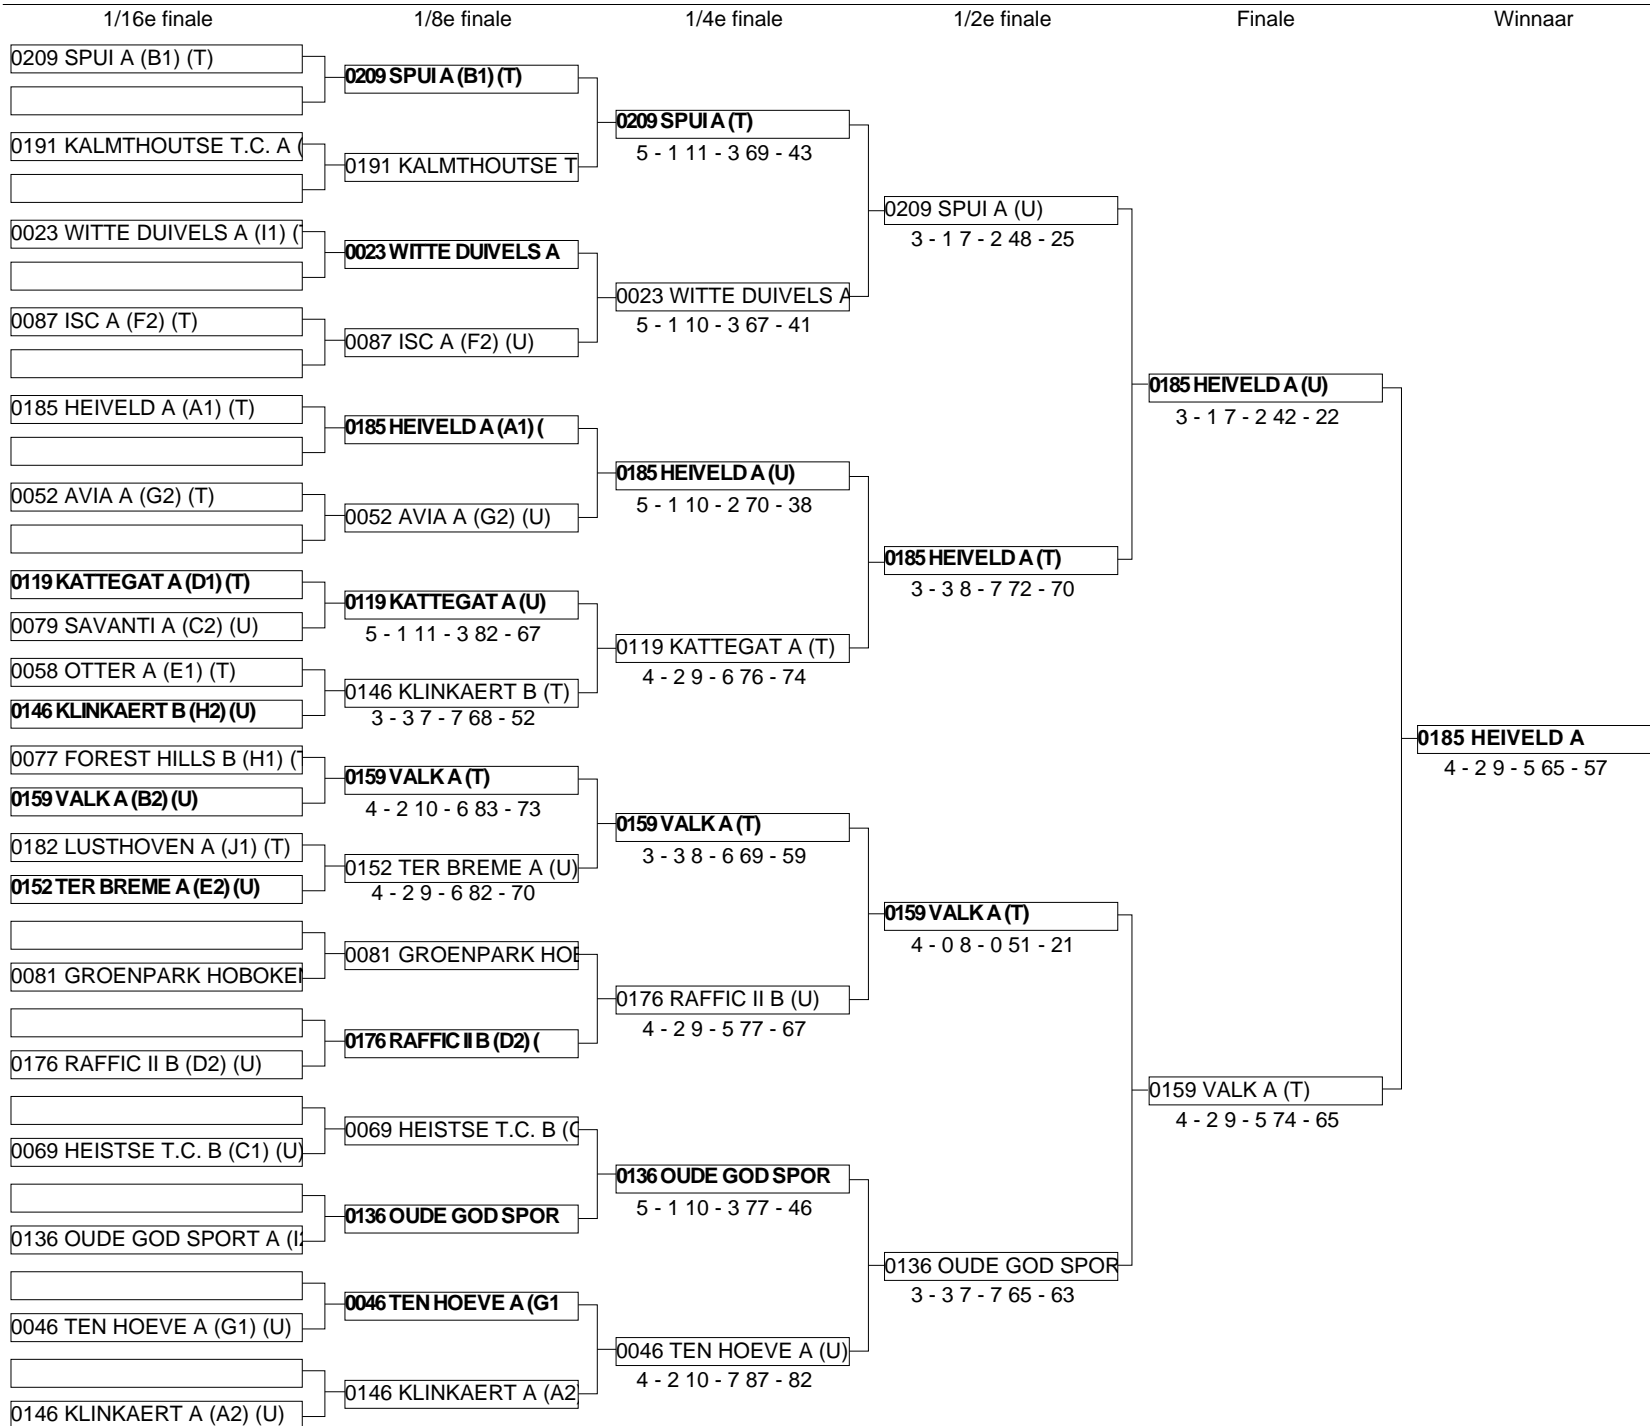 1/16e finale
1/8e finale
1/4e finale
1/2e finale
Finale
Winnaar
0209 SPUI A (B1) (T)
0191 KALMTHOUTSE T.C. A (
0023 WITTE DUIVELS A (I1) (
0087 ISC A (F2) (T)
0185 HEIVELD A (A1) (T)
0052 AVIA A (G2) (T)
0119 KATTEGAT A (D1) (T)
0079 SAVANTI A (C2) (U)
0058 OTTER A (E1) (T)
0146 KLINKAERT B (H2) (U)
0077 FOREST HILLS B (H1) (
0159 VALK A (B2) (U)
0182 LUSTHOVEN A (J1) (T)
0152 TER BREME A (E2) (U)
0081 GROENPARK HOBOKE
0176 RAFFIC II B (D2) (U)
0069 HEISTSE T.C. B (C1) (U)
0136 OUDE GOD SPORT A (I
0046 TEN HOEVE A (G1) (U)
0146 KLINKAERT A (A2) (U)
0209 SPUI A (B1) (T)
0191 KALMTHOUTSE T
0023 WITTE DUIVELS A
0087 ISC A (F2) (U)
0185 HEIVELD A (A1) (
0052 AVIA A (G2) (U)
0119 KATTEGAT A (U)
5 - 1 11 - 3 82 - 67
0146 KLINKAERT B (T)
3 - 3 7 - 7 68 - 52
0159 VALK A (T)
4 - 2 10 - 6 83 - 73
0152 TER BREME A (U)
4 - 2 9 - 6 82 - 70
0081 GROENPARK HO
0176 RAFFIC II B (D2) (
0069 HEISTSE T.C. B (
0136 OUDE GOD SPOR
0046 TEN HOEVE A (G1
0146 KLINKAERT A (A2
0209 SPUI A (T)
5 - 1 11 - 3 69 - 43
0023 WITTE DUIVELS A
5 - 1 10 - 3 67 - 41
0185 HEIVELD A (U)
5 - 1 10 - 2 70 - 38
0119 KATTEGAT A (T)
4 - 2 9 - 6 76 - 74
0159 VALK A (T)
3 - 3 8 - 6 69 - 59
0176 RAFFIC II B (U)
4 - 2 9 - 5 77 - 67
0136 OUDE GOD SPOR
5 - 1 10 - 3 77 - 46
0046 TEN HOEVE A (U)
4 - 2 10 - 7 87 - 82
0209 SPUI A (U)
3 - 1 7 - 2 48 - 25
0185 HEIVELD A (T)
3 - 3 8 - 7 72 - 70
0159 VALK A (T)
4 - 0 8 - 0 51 - 21
0136 OUDE GOD SPOR
3 - 3 7 - 7 65 - 63
0185 HEIVELD A (U)
3 - 1 7 - 2 42 - 22
0159 VALK A (T)
4 - 2 9 - 5 74 - 65
0185 HEIVELD A
4 - 2 9 - 5 65 - 57